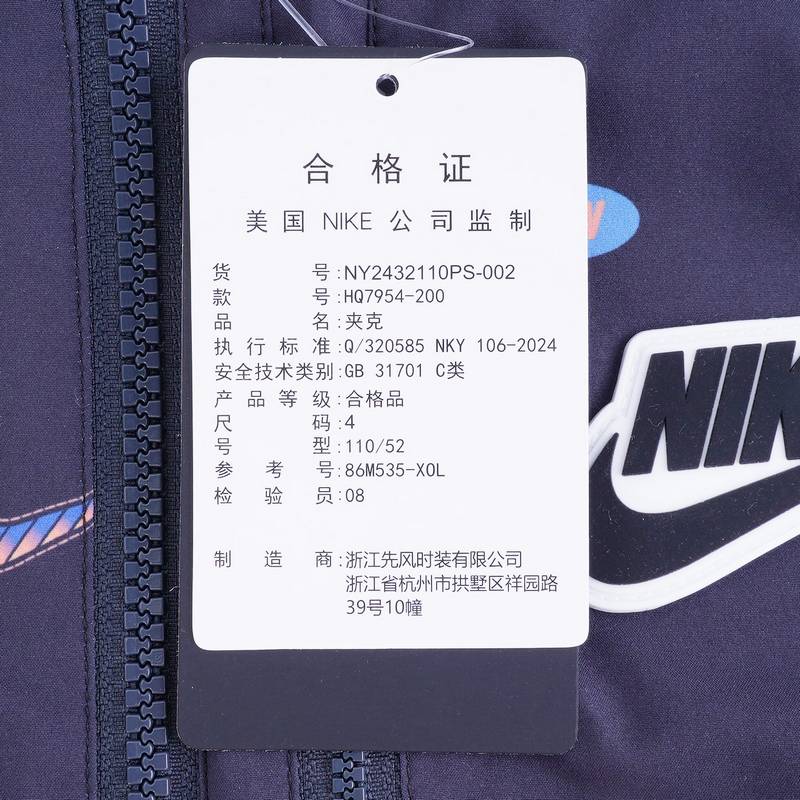 合格证
美国 NIKE 公司监制
货号:NY2432110PS-002
款号:HQ7954-200
品名:夹克
执行标准:Q/320585 NKY 106-2024
安全技术类别:GB 31701 C类
产品等级:合格品
尺码:4
号型:110/52
参考号:86M535-XOL
检验员:08
制造商:浙江先风时装有限公司
浙江省杭州市拱墅区祥园路
39号10幢
NIK